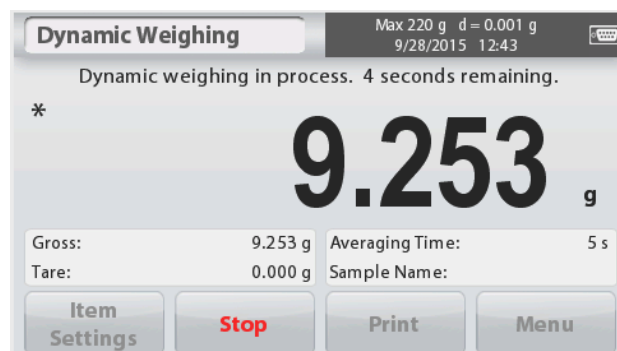 Dynamic Weighing
Max 220 g d = 0.001 g
9/28/2015 12:43
Dynamic weighing in process. 4 seconds remaining.
*
9.253 g
Gross: 9.253 g
Tare: 0.000 g
Averaging Time: 5 s
Sample Name:
Item
Settings
Stop
Print
Menu